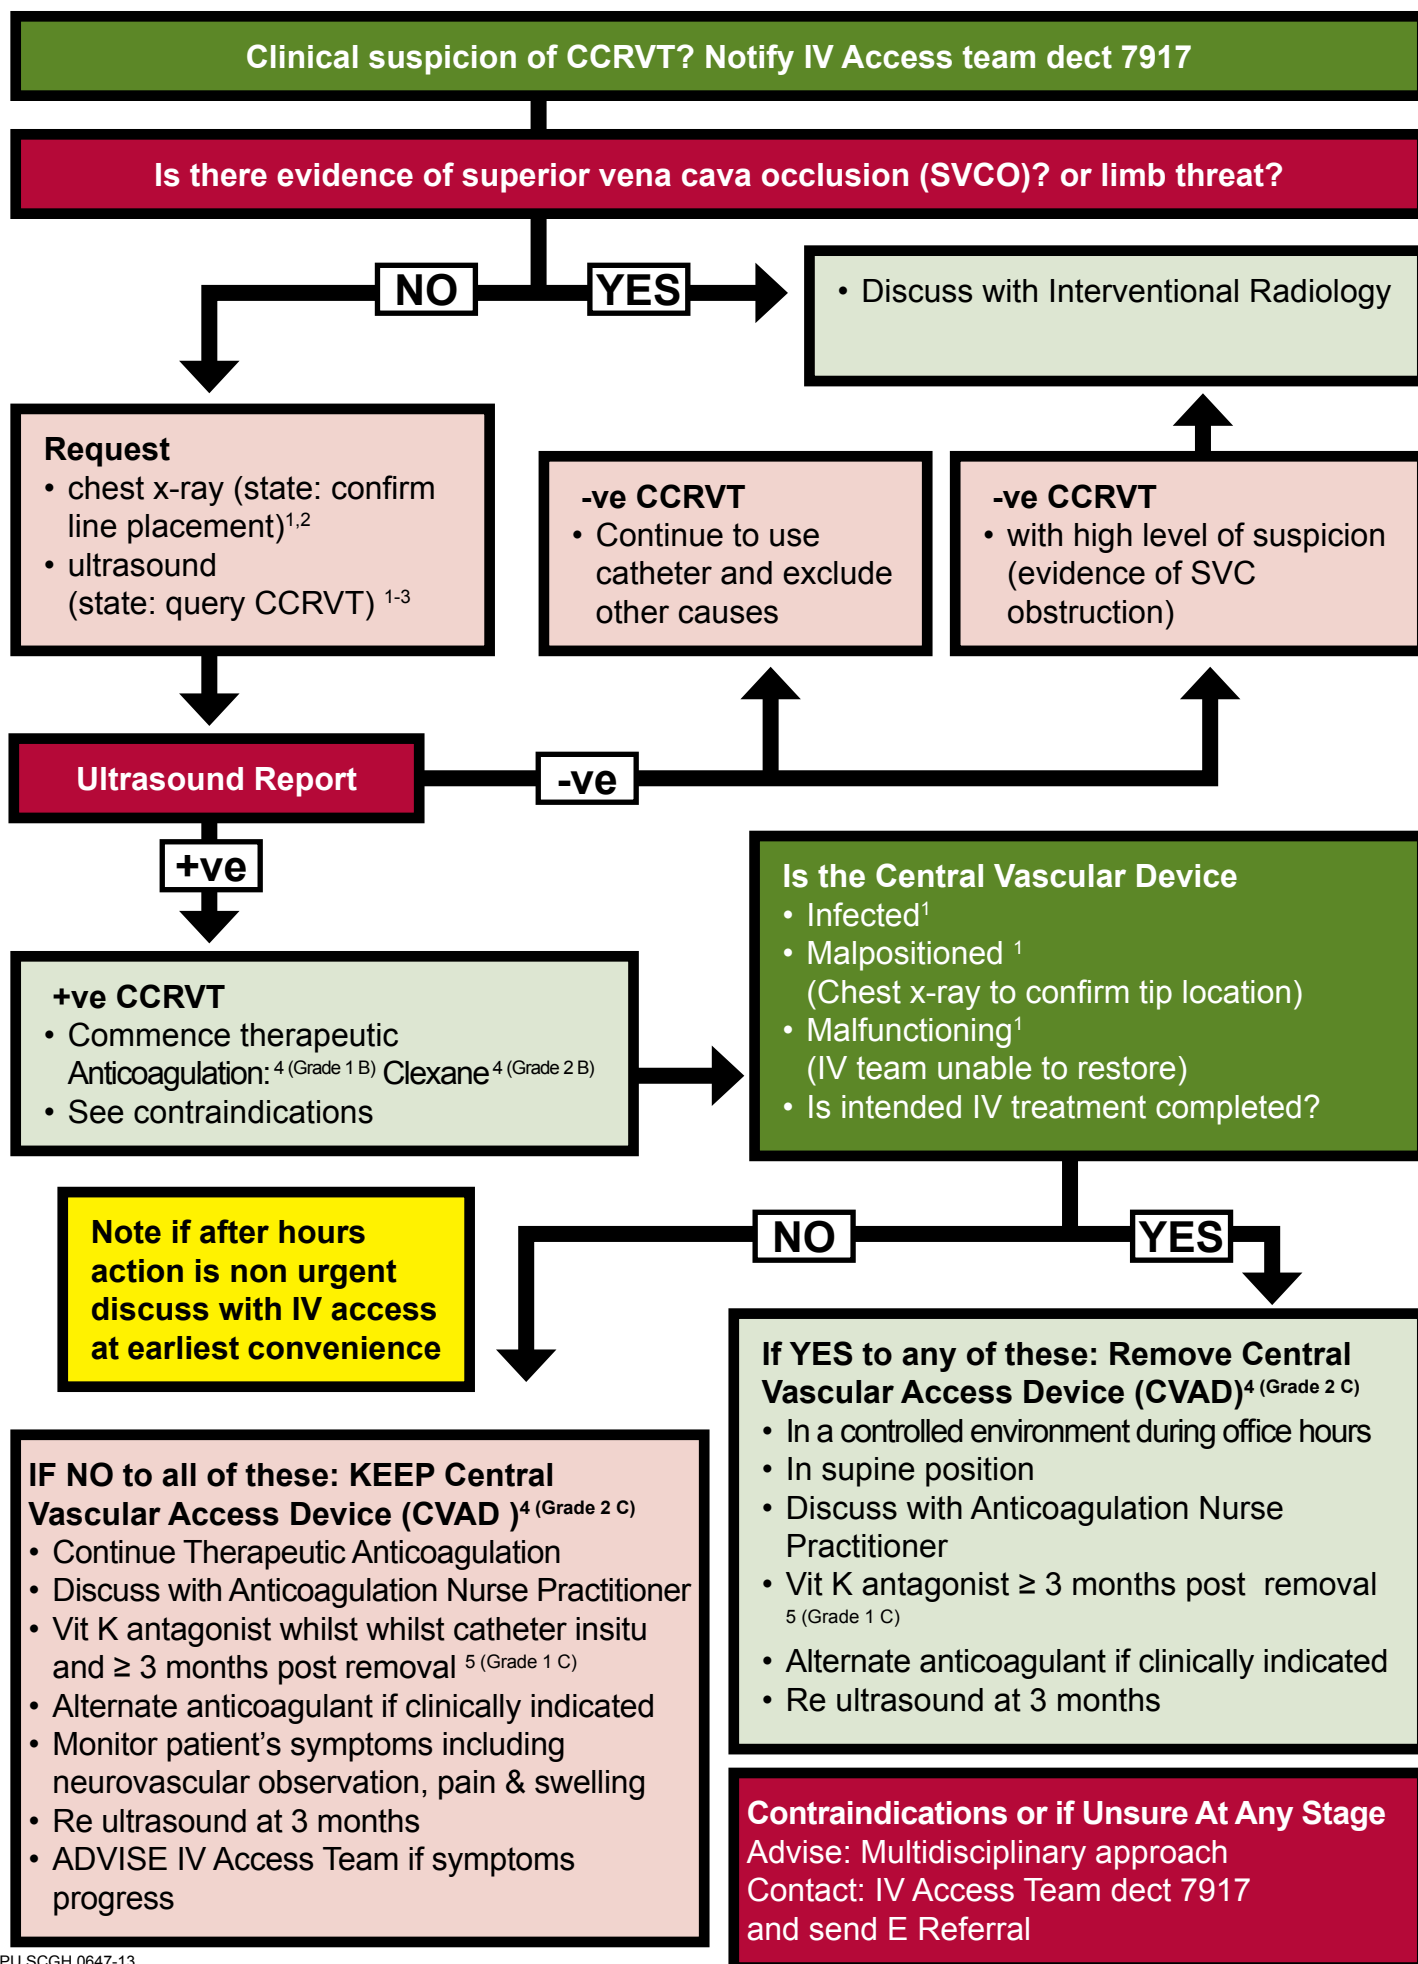 Clinical suspicion of CCRVT? Notify IV Access team dect 7917
Is there evidence of superior vena cava occlusion (SVCO)? or limb threat?
NO
YES
• Discuss with Interventional Radiology
Request
• chest x-ray (state: confirm
line placement)1,2
• ultrasound
(state: query CCRVT) 1-3
-ve CCRVT
• Continue to use
catheter and exclude
other causes
-ve CCRVT
• with high level of suspicion
(evidence of SVC
obstruction)
Ultrasound Report
-ve
+ve
+ve CCRVT
• Commence therapeutic
Anticoagulation: 4 (Grade 1 B) Clexane 4 (Grade 2 B)
• See contraindications
Is the Central Vascular Device
• Infected1
• Malpositioned 1
(Chest x-ray to confirm tip location)
• Malfunctioning1
(IV team unable to restore)
• Is intended IV treatment completed?
Note if after hours
action is non urgent
discuss with IV access
at earliest convenience
NO
YES
IF NO to all of these: KEEP Central
Vascular Access Device (CVAD )4 (Grade 2 C)
• Continue Therapeutic Anticoagulation
• Discuss with Anticoagulation Nurse Practitioner
• Vit K antagonist whilst whilst catheter insitu
and ≥ 3 months post removal 5 (Grade 1 C)
• Alternate anticoagulant if clinically indicated
• Monitor patient's symptoms including
neurovascular observation, pain & swelling
• Re ultrasound at 3 months
• ADVISE IV Access Team if symptoms
progress
If YES to any of these: Remove Central
Vascular Access Device (CVAD)4 (Grade 2 C)
• In a controlled environment during office hours
• In supine position
• Discuss with Anticoagulation Nurse
Practitioner
• Vit K antagonist ≥ 3 months post removal
5 (Grade 1 C)
• Alternate anticoagulant if clinically indicated
• Re ultrasound at 3 months
Contraindications or if Unsure At Any Stage
Advise: Multidisciplinary approach
Contact: IV Access Team dect 7917
and send E Referral
PU SCGH 0647-13